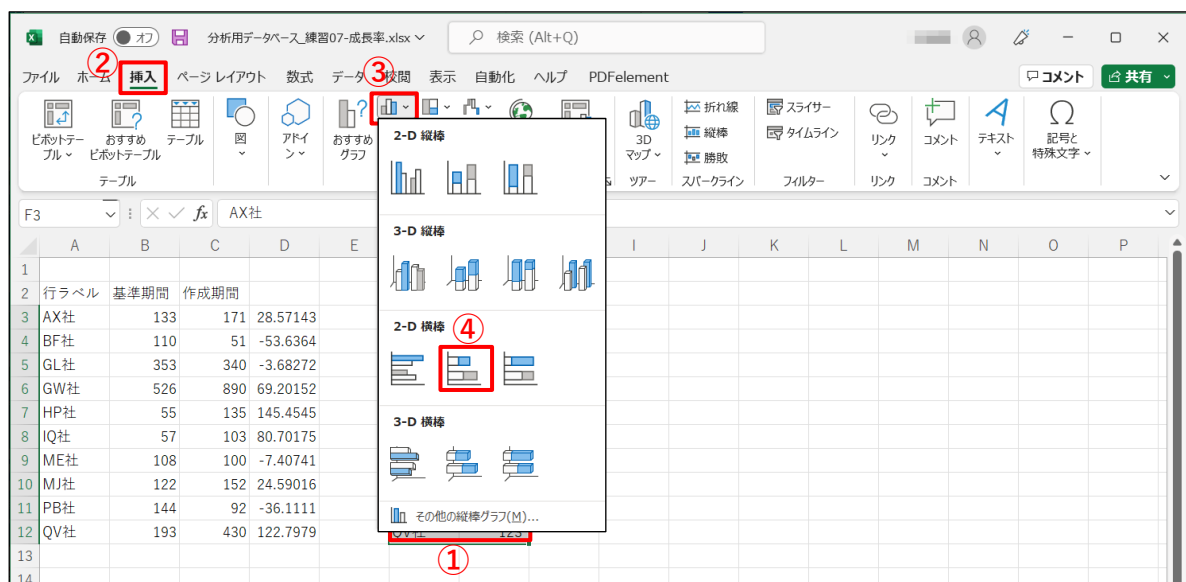 自動保存 オフ 分析用データベース_練習07-成長率.xlsx 検索 (Alt+Q)
② ③
ファイル ホーム 挿入 ページ レイアウト 数式 データ 校閲 表示 自動化 ヘルプ PDFelement コメント 共有
ピボットテーブル おすすめピボットテーブル テーブル 図 アドイン おすすめグラフ 3Dマップ 折れ線 縦棒 勝敗 スライサー タイムライン リンク コメント テキスト 記号と特殊文字
テーブル ツアー スパークライン フィルター リンク コメント
F3 fx AX社
A B C D E I J K L M N O P
1
2 行ラベル 基準期間 作成期間
3 AX社 133 171 28.57143
4 BF社 110 51 -53.6364
5 GL社 353 340 -3.68272
6 GW社 526 890 69.20152
7 HP社 55 135 145.4545
8 IQ社 57 103 80.70175
9 ME社 108 100 -7.40741
10 MJ社 122 152 24.59016
11 PB社 144 92 -36.1111
12 QV社 193 430 122.7979 QV社 123
13
14
2-D 縦棒
3-D 縦棒
2-D 横棒 ④
3-D 横棒
その他の縦棒グラフ(M)...
①